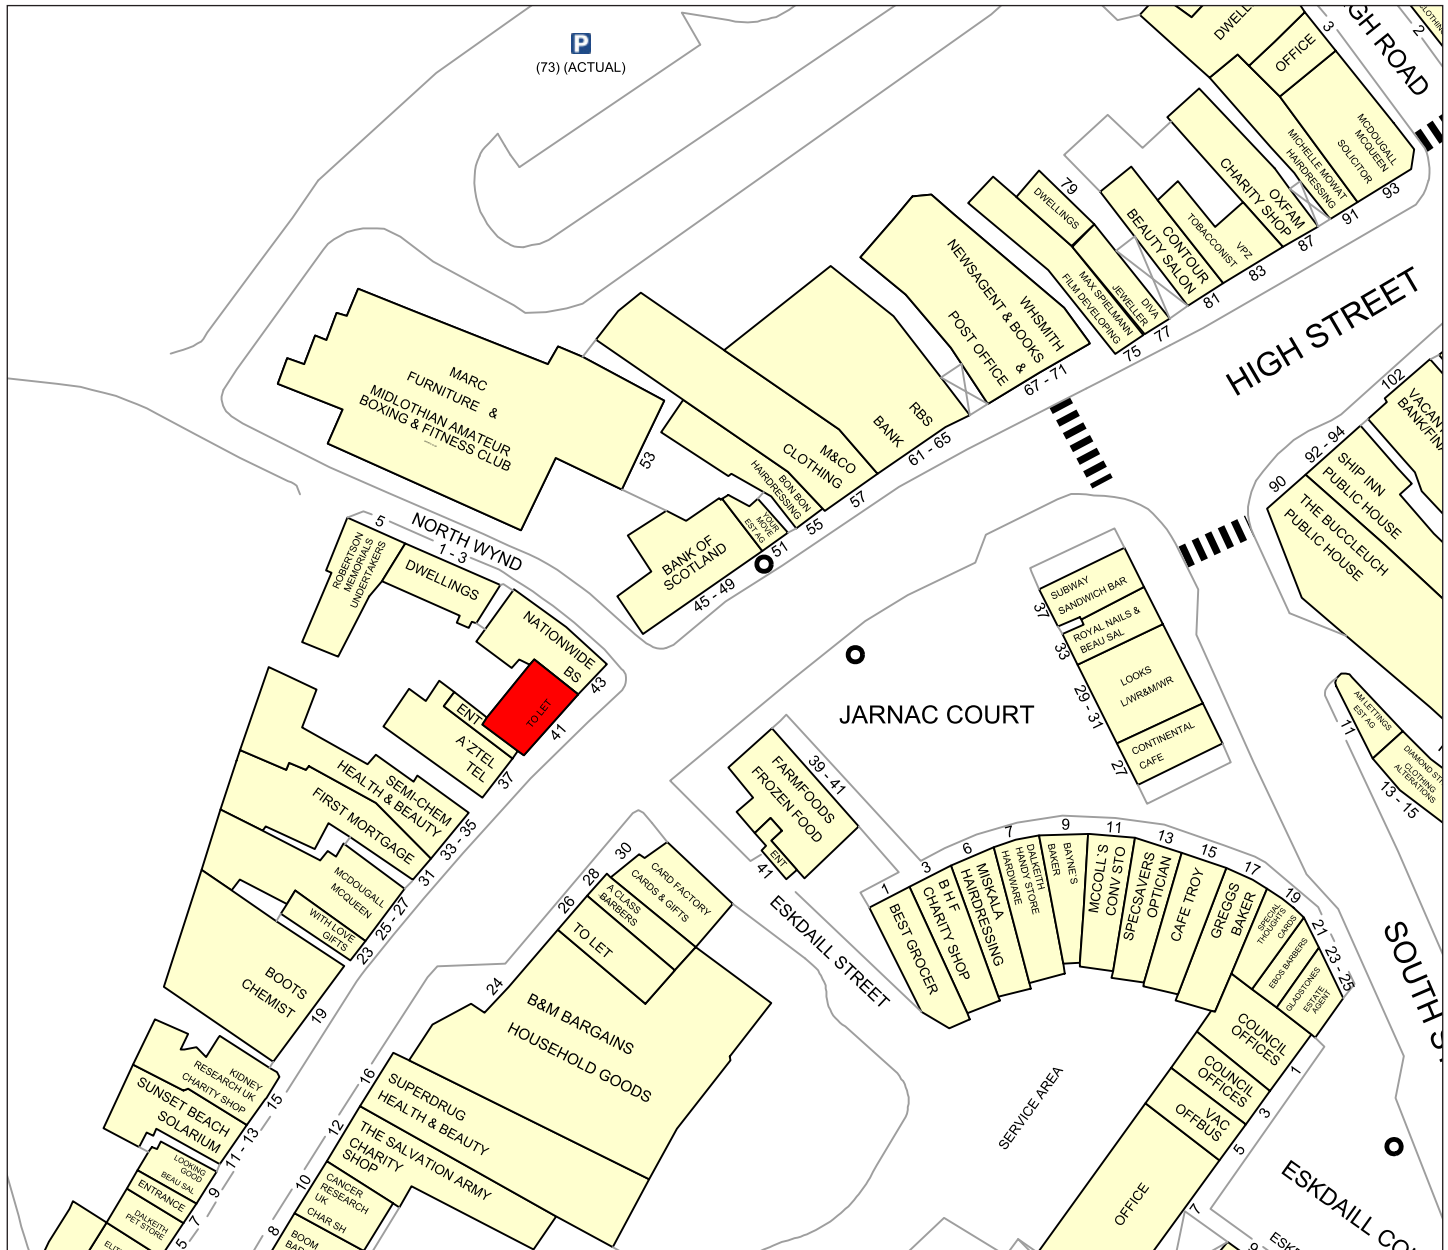 P
(73) (ACTUAL)
HIGH ROAD
3
2
DWELL
OFFICE
MCDOUGALL
MCQUEEN
SOLICITOR
93
MICHELLE MOWAT
HAIRDRESSING
91
OXFAM
CHARITY SHOP
87
VPZ
TOBACCONIST
83
CONTOUR
BEAUTY SALON
81
79
DWELLINGS
DIVA
JEWELLER
77
MAX SPIELMANN
FILM DEVELOPING
75
WHSMITH
NEWSAGENT & BOOKS
&
POST OFFICE
67 - 71
HIGH STREET
RBS
BANK
61 - 65
M&CO
CLOTHING
57
BON BON
HAIRDRESSING
55
YOUR
MOVE
EST AG
51
BANK OF
SCOTLAND
45 - 49
53
MARC
FURNITURE &
MIDLOTHIAN AMATEUR
BOXING & FITNESS CLUB
NORTH WYND
5
1 - 3
ROBERTSON
MEMORIALS
UNDERTAKERS
DWELLINGS
NATIONWIDE
BS
43
TO LET
41
ENT
A'ZTEL
TEL
37
SEMI-CHEM
HEALTH & BEAUTY
33 - 35
FIRST MORTGAGE
31
MCDOUGALL
MCQUEEN
25 - 27
WITH LOVE
GIFTS
23
BOOTS
CHEMIST
19
KIDNEY
RESEARCH UK
CHARITY SHOP
15
SUNSET BEACH
SOLARIUM
11 - 13
LOOKING
GOOD
BEAU SAL
9
ENTRANCE
7
DALKEITH
PET STORE
5
102
92 - 94
90
SHIP INN
PUBLIC HOUSE
THE BUCCLEUCH
PUBLIC HOUSE
JARNAC COURT
SUBWAY
SANDWICH BAR
37
ROYAL NAILS &
BEAU SAL
33
LOOKS
L/WR&M/WR
29 - 31
CONTINENTAL
CAFE
27
AM LETTINGS
EST AG
11
CLOTHING
ALTERATIONS
13 - 15
FARMFOODS
FROZEN FOOD
39 - 41
ENT
41
ESKDAILL STREET
30
CARD FACTORY
CARDS & GIFTS
28
A CLASS
BARBERS
26
TO LET
24
B&M BARGAINS
HOUSEHOLD GOODS
16
SUPERDRUG
HEALTH & BEAUTY
12
THE SALVATION ARMY
CHARITY
SHOP
10
CANCER
RESEARCH
UK
CHAR SH
8
BOOM
1
BEST GROCER
3
B H F
CHARITY SHOP
6
MISKALA
HAIRDRESSING
7
DALKEITH
HANDY STORE
HARDWARE
9
BAYNE'S
BAKER
11
MCCOLL'S
CONV STO
13
SPECSAVERS
OPTICIAN
15
CAFE TROY
17
GREGGS
BAKER
19
SPECIAL
THOUGHTS
CARDS
21
EBOS BARBERS
23 - 25
GLADSTONES
ESTATE
AGENT
COUNCIL
OFFICES
1
COUNCIL
OFFICES
3
VAC
OFFBUS
5
OFFICE
7
SERVICE AREA
SOUTH S
ESKDAILL CO